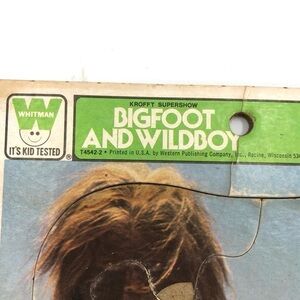 WHITMAN
IT'S KID TESTED
®
KROFFT SUPERSHOW
BIGFOOT
AND WILDBOY
T4542-2 • Printed in U.S.A. by Western Publishing Company, Inc., Racine, Wisconsin